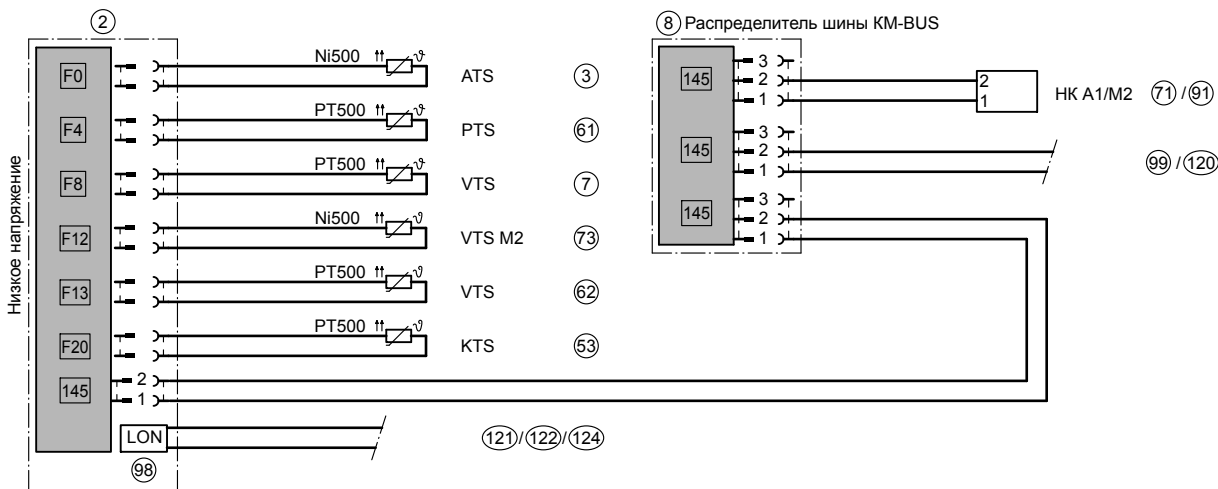 2
8 Распределитель шины KM-BUS
Низкое напряжение
F0 Ni500 ϑ ATS 3
F4 PT500 ϑ PTS 61
F8 PT500 ϑ VTS 7
F12 Ni500 ϑ VTS M2 73
F13 PT500 ϑ VTS 62
F20 PT500 ϑ KTS 53
145 2
1
LON 121/122/124
98
145 3
2 2
1 1
НК A1/M2 71 / 91
145 3
2
1
99 / 120
145 3
2
1